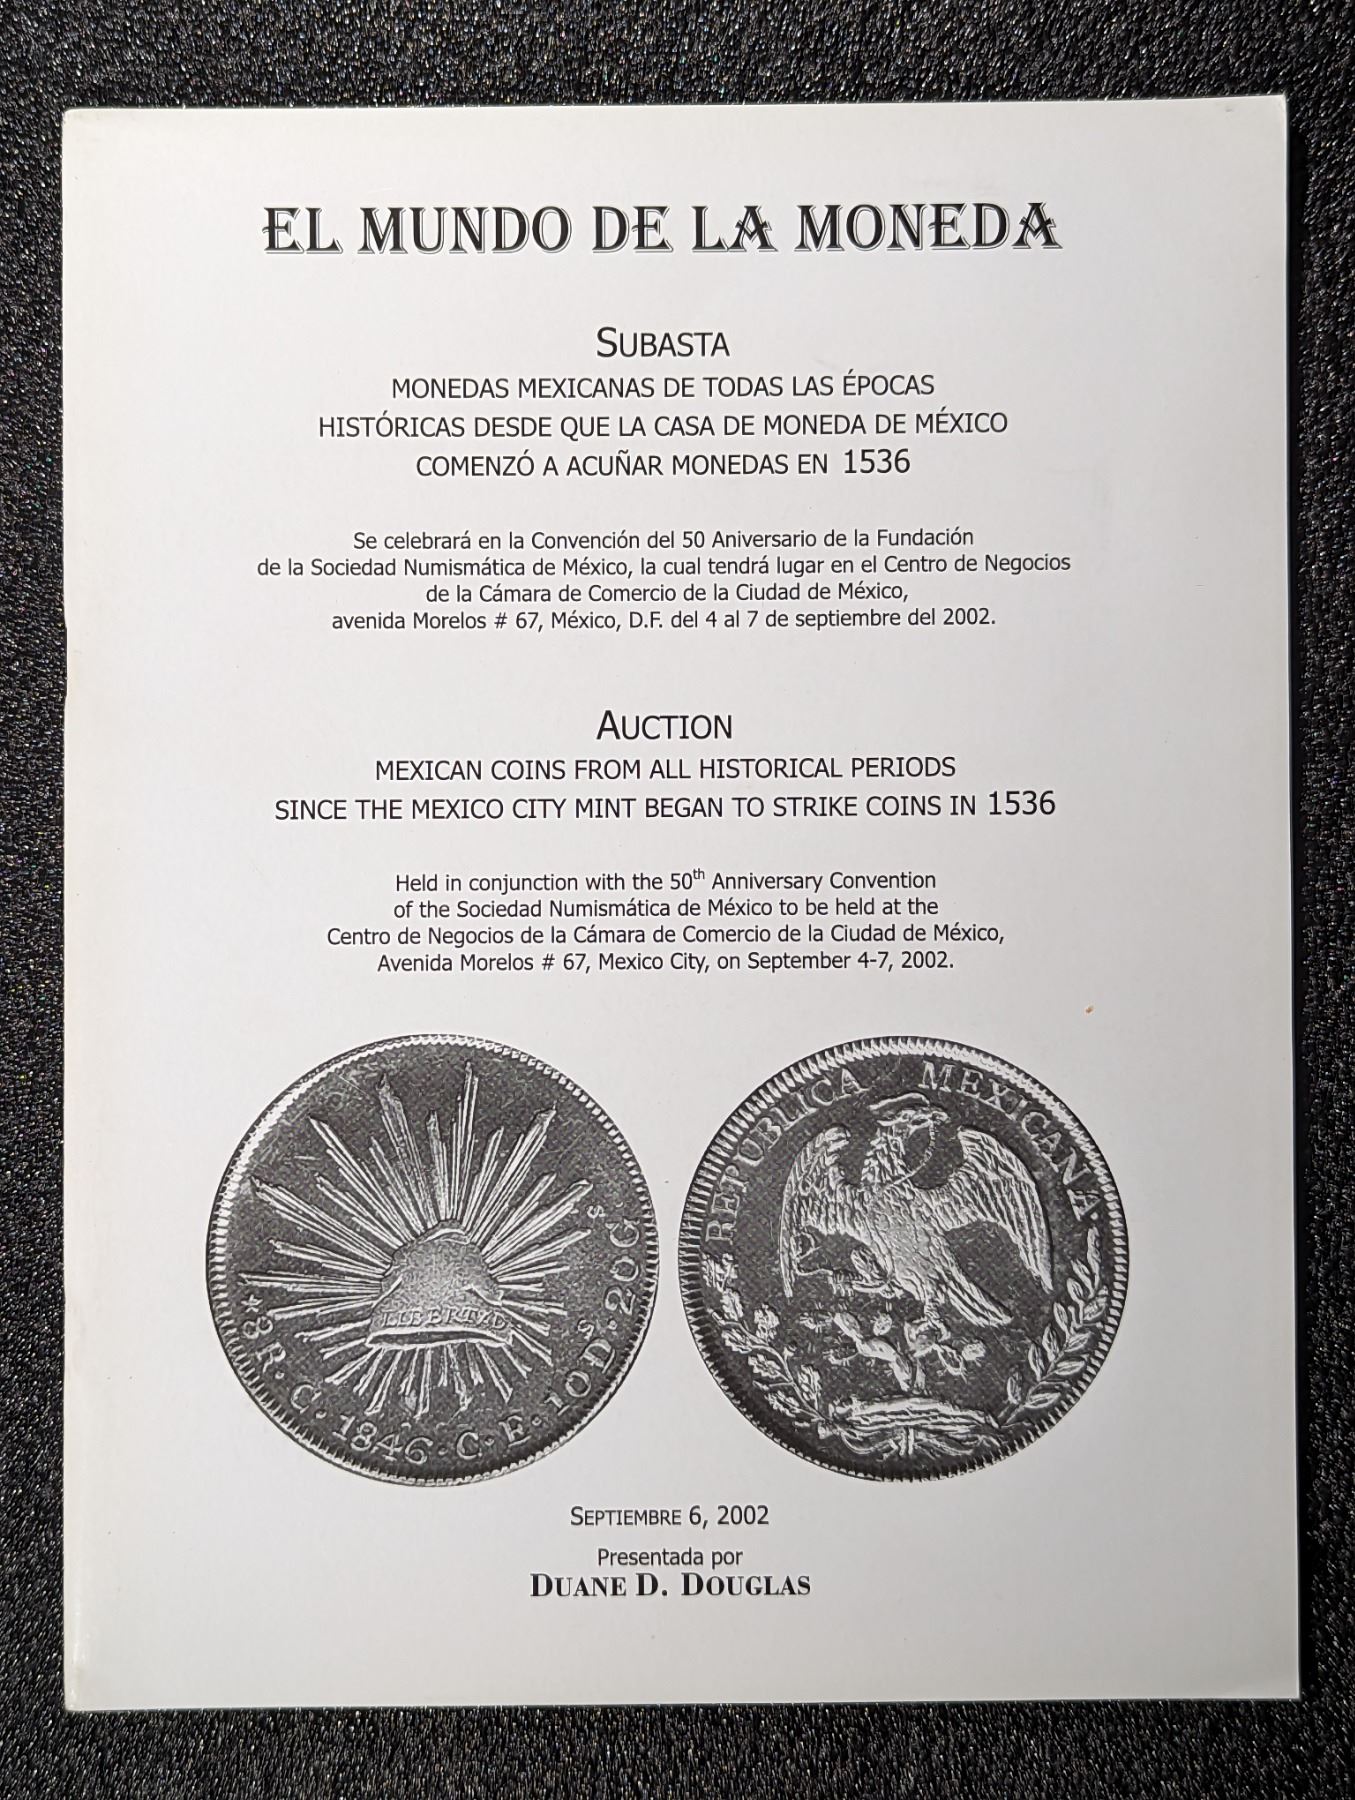 EL MUNDO DE LA MONEDA
SUBASTA
MONEDAS MEXICANAS DE TODAS LAS ÉPOCAS
HISTÓRICAS DESDE QUE LA CASA DE MONEDA DE MÉXICO
COMENZÓ A ACUÑAR MONEDAS EN 1536
Se celebrará en la Convención del 50 Aniversario de la Fundación
de la Sociedad Numismática de México, la cual tendrá lugar en el Centro de Negocios
de la Cámara de Comercio de la Ciudad de México,
avenida Morelos # 67, México, D.F. del 4 al 7 de septiembre del 2002.
AUCTION
MEXICAN COINS FROM ALL HISTORICAL PERIODS
SINCE THE MEXICO CITY MINT BEGAN TO STRIKE COINS IN 1536
Held in conjunction with the 50th Anniversary Convention
of the Sociedad Numismática de México to be held at the
Centro de Negocios de la Cámara de Comercio de la Ciudad de México,
Avenida Morelos # 67, Mexico City, on September 4-7, 2002.
LIBERTAD
*8R.C.1846.C.E.10Ds.20Gs
REPUBLICA MEXICANA.
SEPTIEMBRE 6, 2002
Presentada por
DUANE D. DOUGLAS